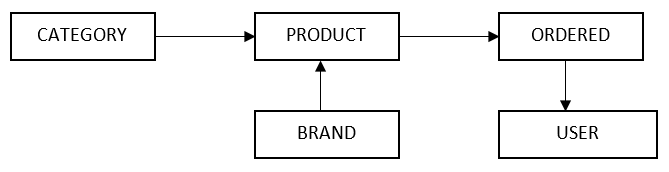 CATEGORY
PRODUCT
ORDERED
BRAND
USER